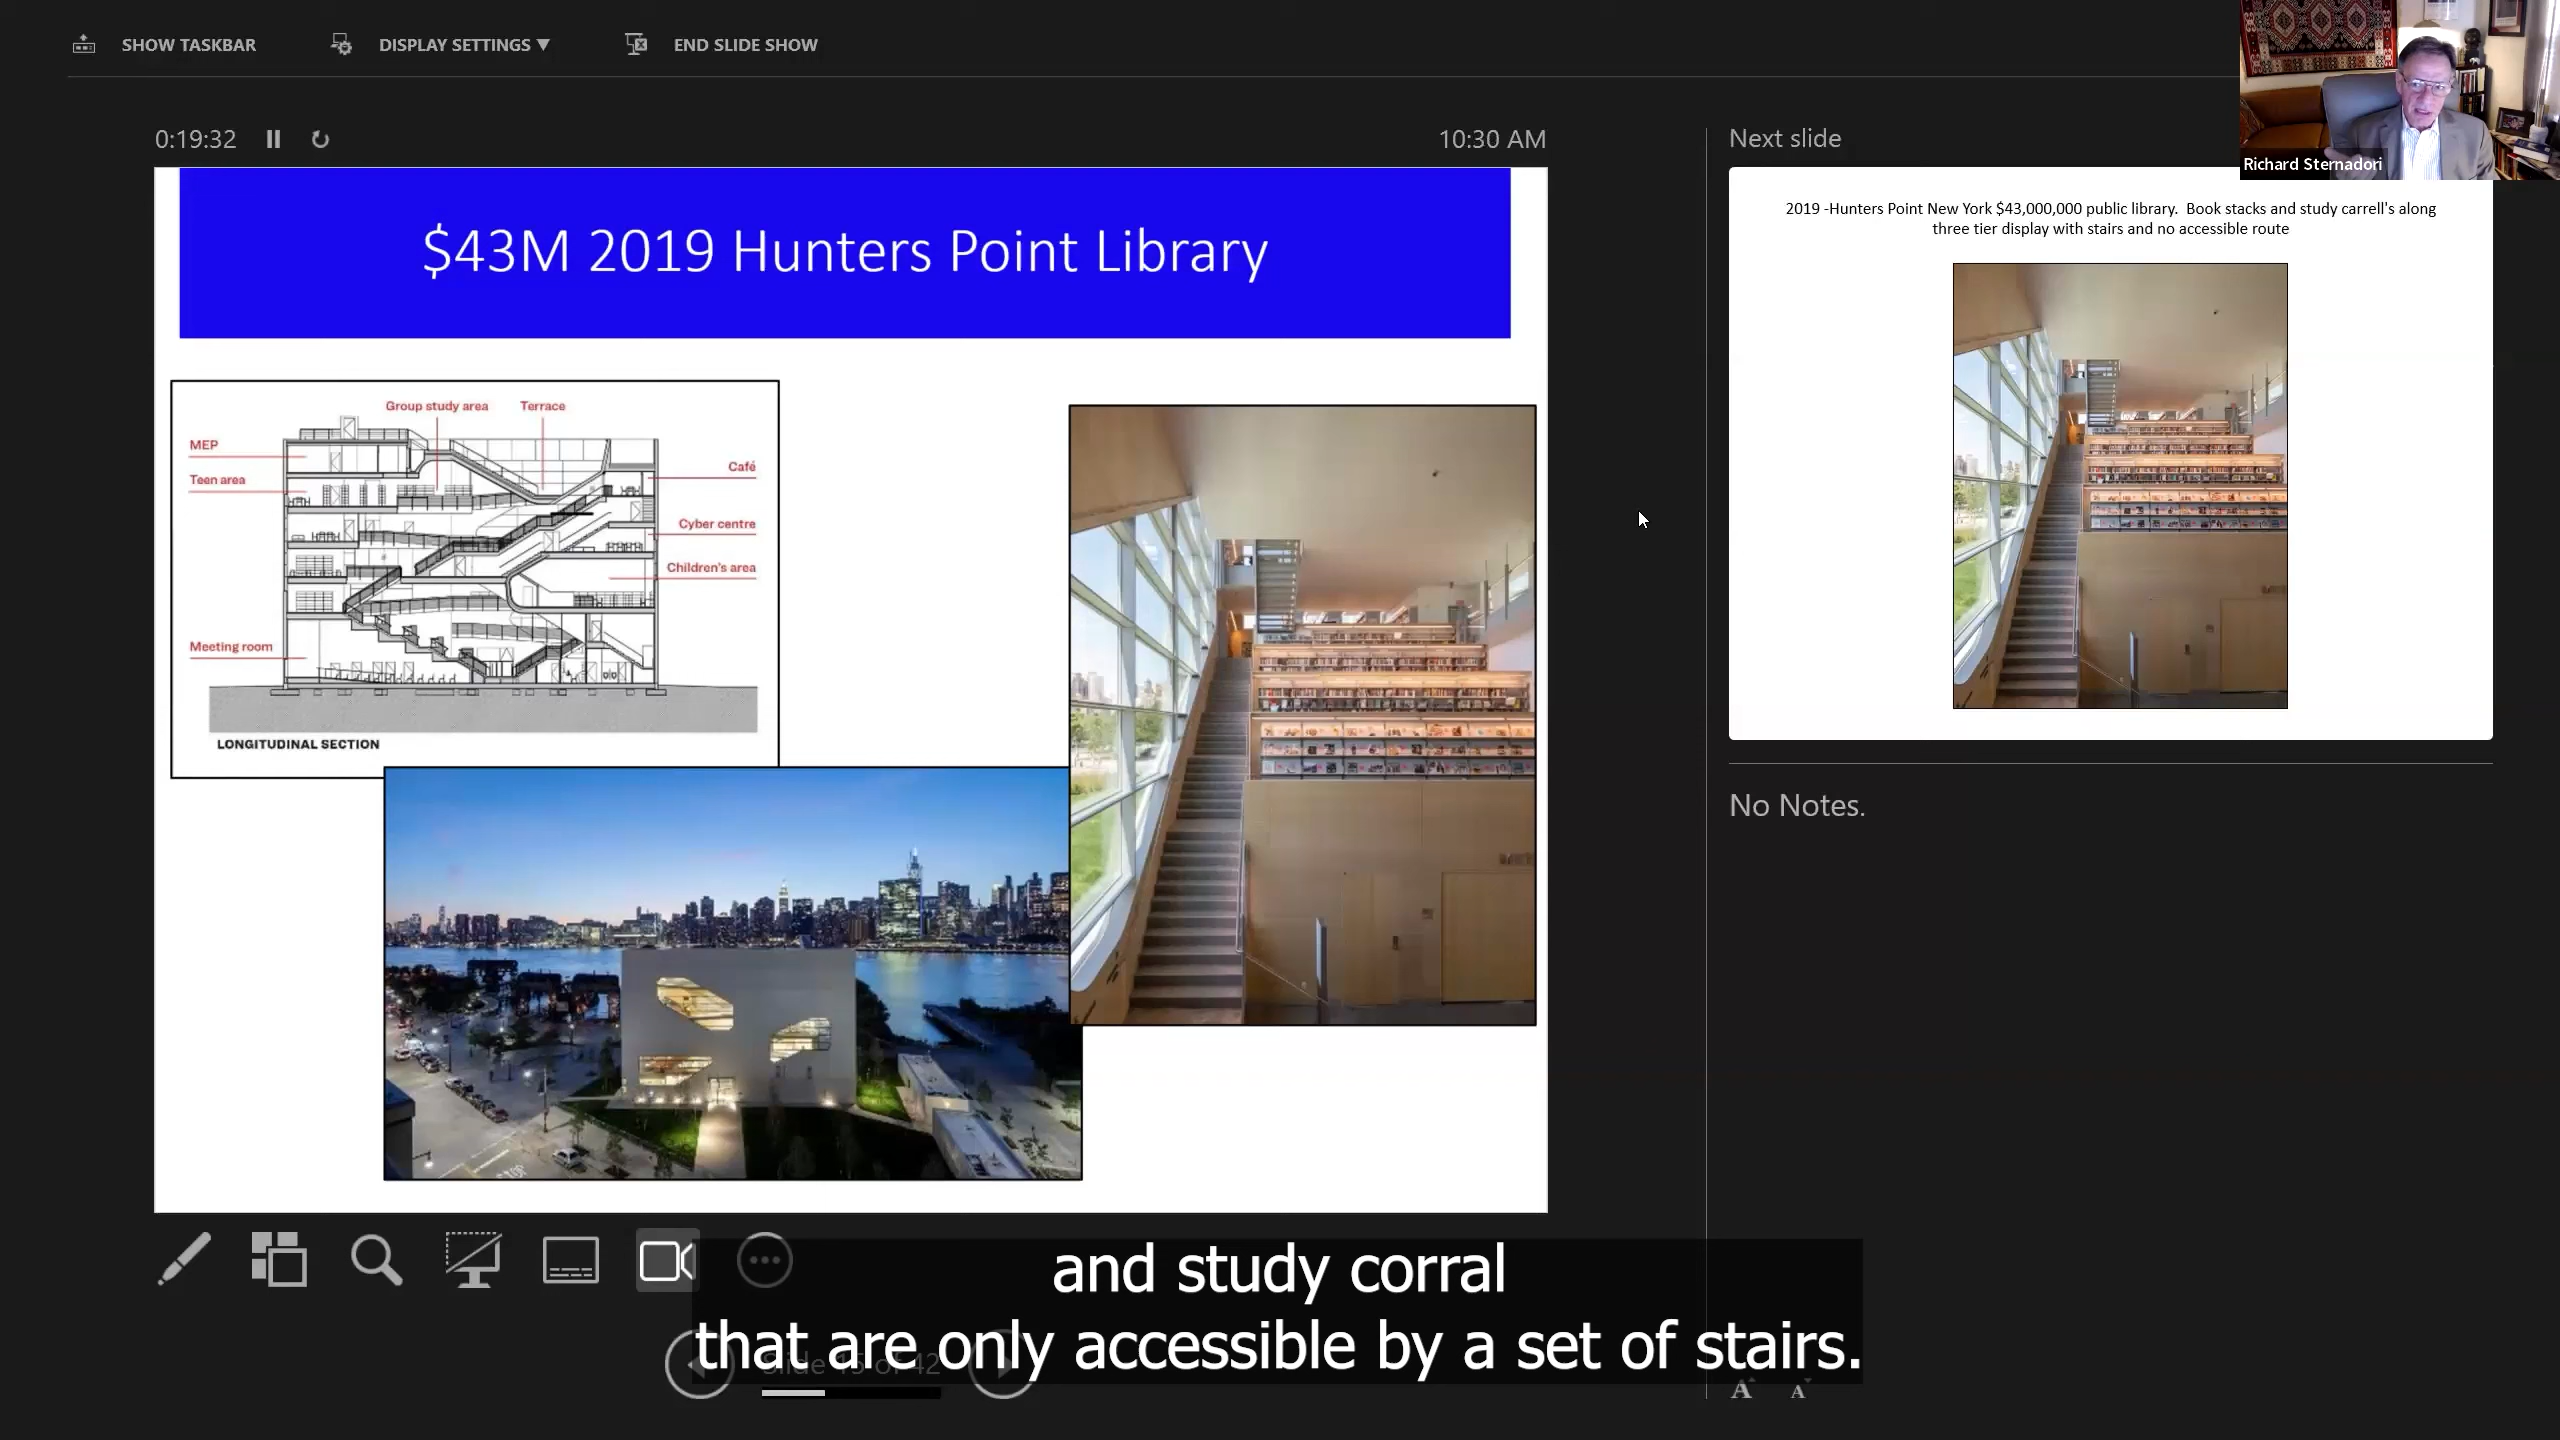 SHOW TASKBAR
DISPLAY SETTINGS ▼
END SLIDE SHOW
0:19:32
10:30 AM
Next slide
Richard Sternadori
$43M 2019 Hunters Point Library
Group study area
Terrace
MEP
Teen area
Café
Cyber centre
Children's area
Meeting room
LONGITUDINAL SECTION
2019 -Hunters Point New York $43,000,000 public library. Book stacks and study carrell's along
three tier display with stairs and no accessible route
No Notes.
and study corral
that are only accessible by a set of stairs.
Slide 15 of 42
A
A